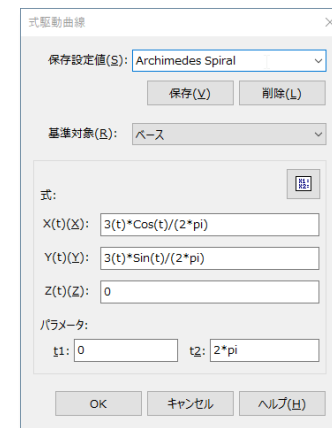 式駆動曲線
保存設定値(S): Archimedes Spiral
保存(V) 削除(L)
基準対象(R): ベース
式:
X(t)(X): 3(t)*Cos(t)/(2*pi)
Y(t)(Y): 3(t)*Sin(t)/(2*pi)
Z(t)(Z): 0
パラメータ:
t1: 0 t2: 2*pi
OK キャンセル ヘルプ(H)